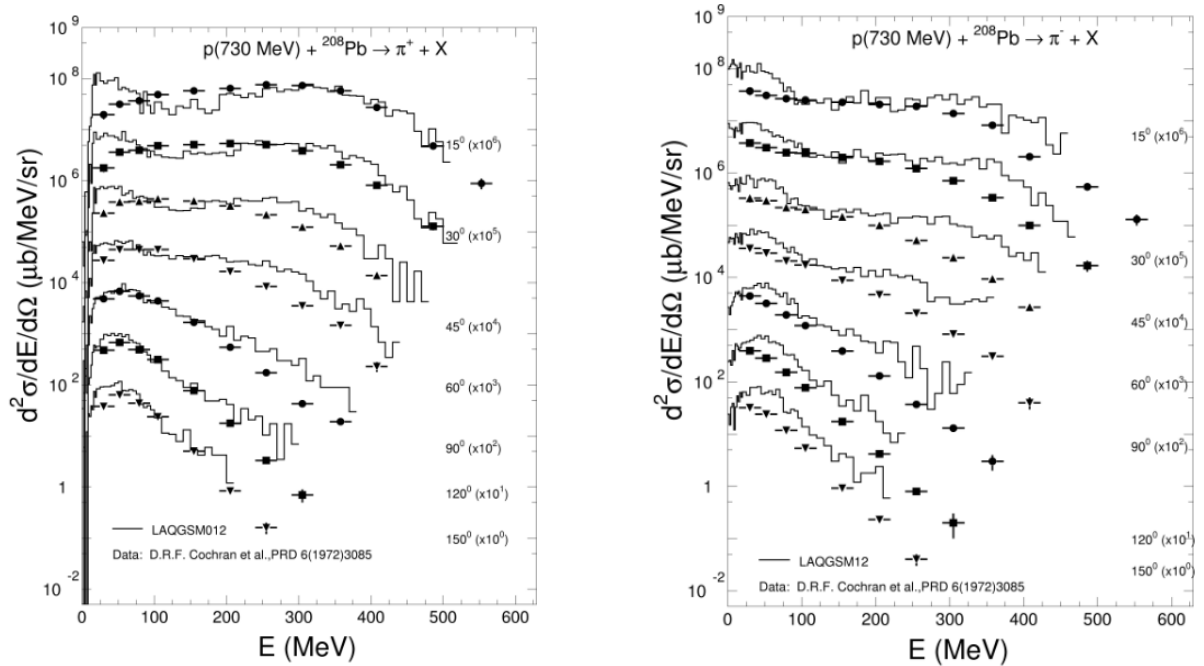 p(730 MeV) + ²⁰⁸Pb → π⁺ + X
d²σ/dE/dΩ (μb/MeV/sr)
10⁹
10⁸
10⁶
10⁴
10²
1
10⁻²
15⁰ (x10⁶)
30⁰ (x10⁵)
45⁰ (x10⁴)
60⁰ (x10³)
90⁰ (x10²)
120⁰ (x10¹)
150⁰ (x10⁰)
LAQGSM012
Data: D.R.F. Cochran et al.,PRD 6(1972)3085
0 100 200 300 400 500 600
E (MeV)
p(730 MeV) + ²⁰⁸Pb → π⁻ + X
d²σ/dE/dΩ (μb/MeV/sr)
10⁹
10⁸
10⁶
10⁴
10²
1
10⁻²
15⁰ (x10⁶)
30⁰ (x10⁵)
45⁰ (x10⁴)
60⁰ (x10³)
90⁰ (x10²)
120⁰ (x10¹)
150⁰ (x10⁰)
LAQGSM12
Data: D.R.F. Cochran et al.,PRD 6(1972)3085
0 100 200 300 400 500 600
E (MeV)